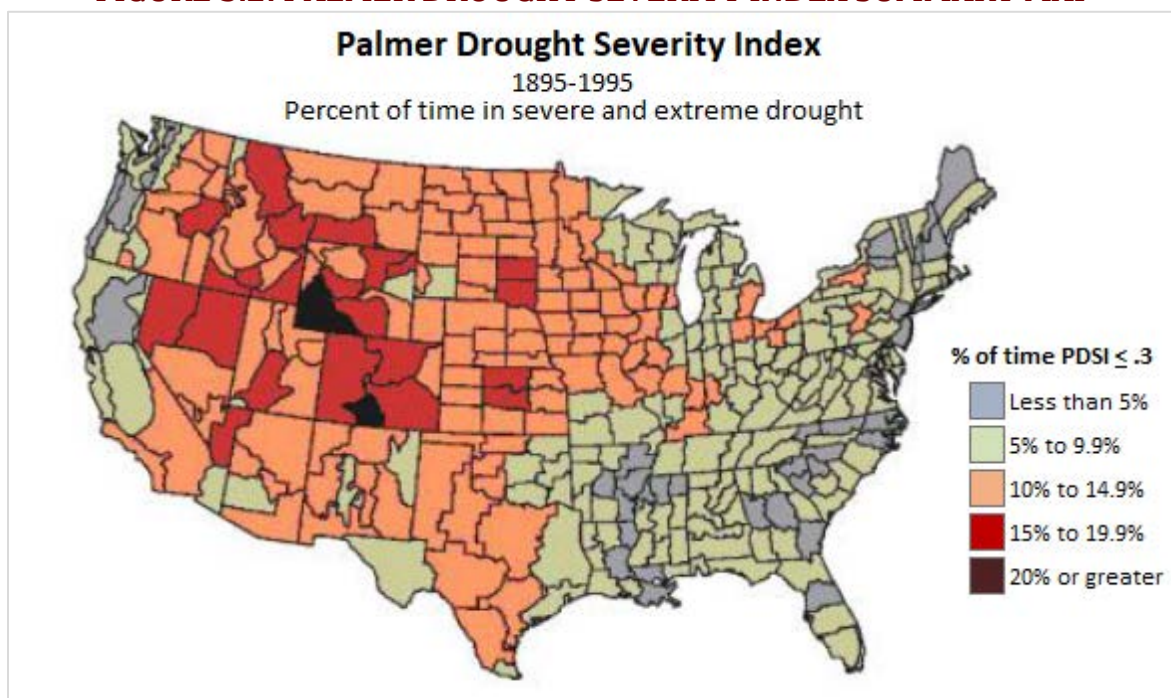 Palmer Drought Severity Index
1895-1995
Percent of time in severe and extreme drought
% of time PDSI ≤ .3
Less than 5%
5% to 9.9%
10% to 14.9%
15% to 19.9%
20% or greater